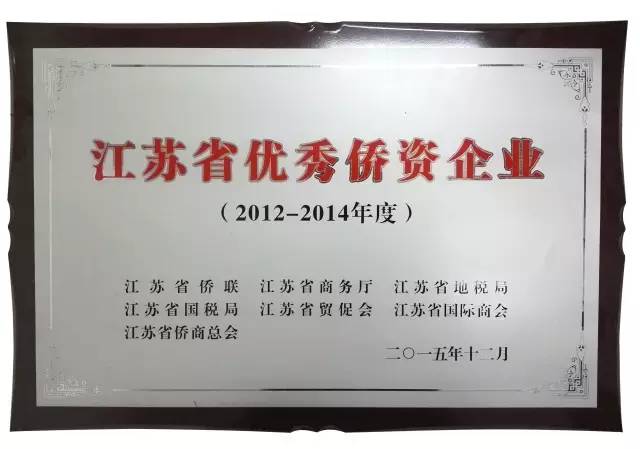 江苏省优秀侨资企业
（2012-2014年度）
江苏省侨联 江苏省商务厅 江苏省地税局
江苏省国税局 江苏省贸促会 江苏省国际商会
江苏省侨商总会
二〇一五年十二月